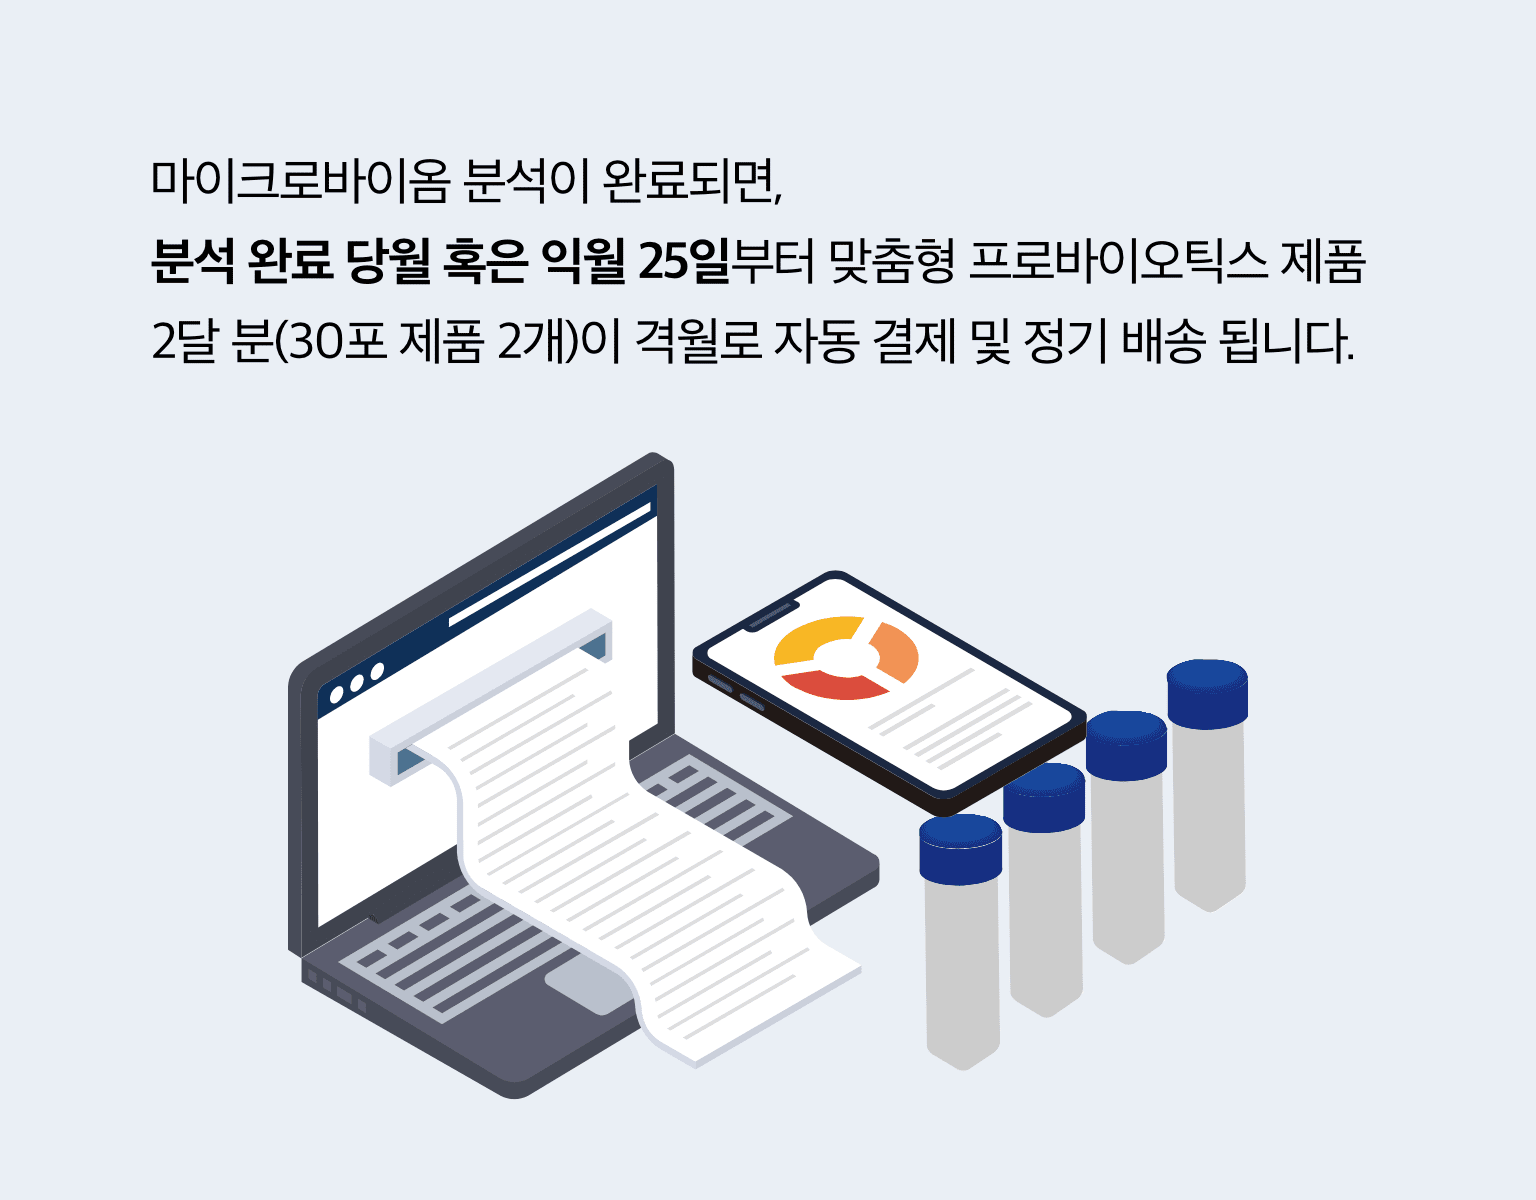 마이크로바이옴 분석이 완료되면,
분석 완료 당월 혹은 익월 25일부터 맞춤형 프로바이오틱스 제품
2달 분(30포 제품 2개)이 격월로 자동 결제 및 정기 배송 됩니다.